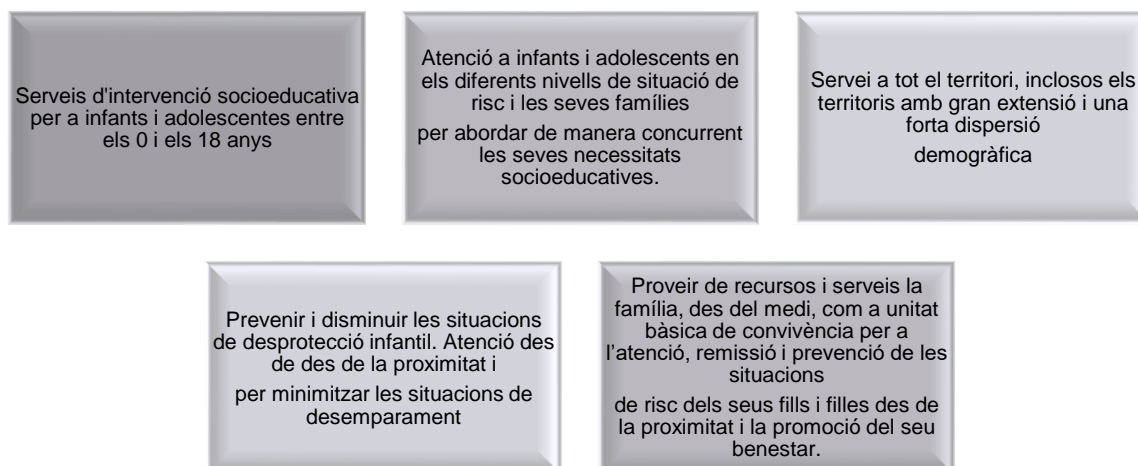 Serveis d'intervenció socioeducativa
per a infants i adolescentes entre
els 0 i els 18 anys
Atenció a infants i adolescents en
els diferents nivells de situació de
risc i les seves famílies
per abordar de manera concurrent
les seves necessitats
socioeducatives.
Servei a tot el territori, inclosos els
territoris amb gran extensió i una
forta dispersió
demogràfica
Prevenir i disminuir les situacions
de desprotecció infantil. Atenció des
de des de la proximitat i
per minimitzar les situacions de
desemparament
Proveir de recursos i serveis la
família, des del medi, com a unitat
bàsica de convivència per a
l'atenció, remissió i prevenció de les
situacions
de risc dels seus fills i filles des de
la proximitat i la promoció del seu
benestar.